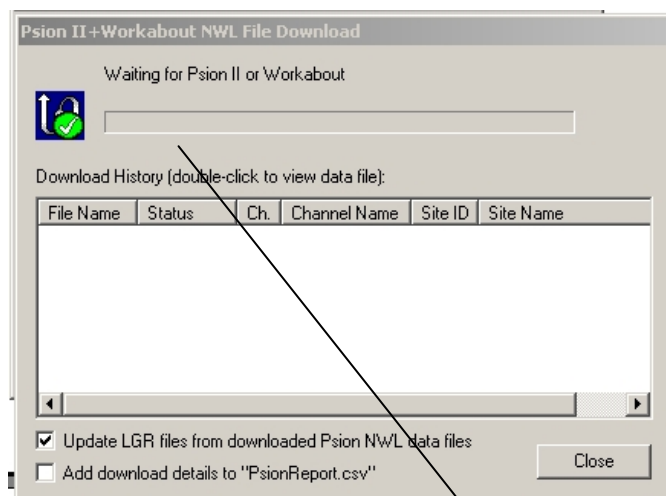 Psion II+Workabout NWL File Download
Waiting for Psion II or Workabout
Download History (double-click to view data file):
File Name Status Ch. Channel Name Site ID Site Name
Update LGR files from downloaded Psion NWL data files
Add download details to "PsionReport.csv"
Close